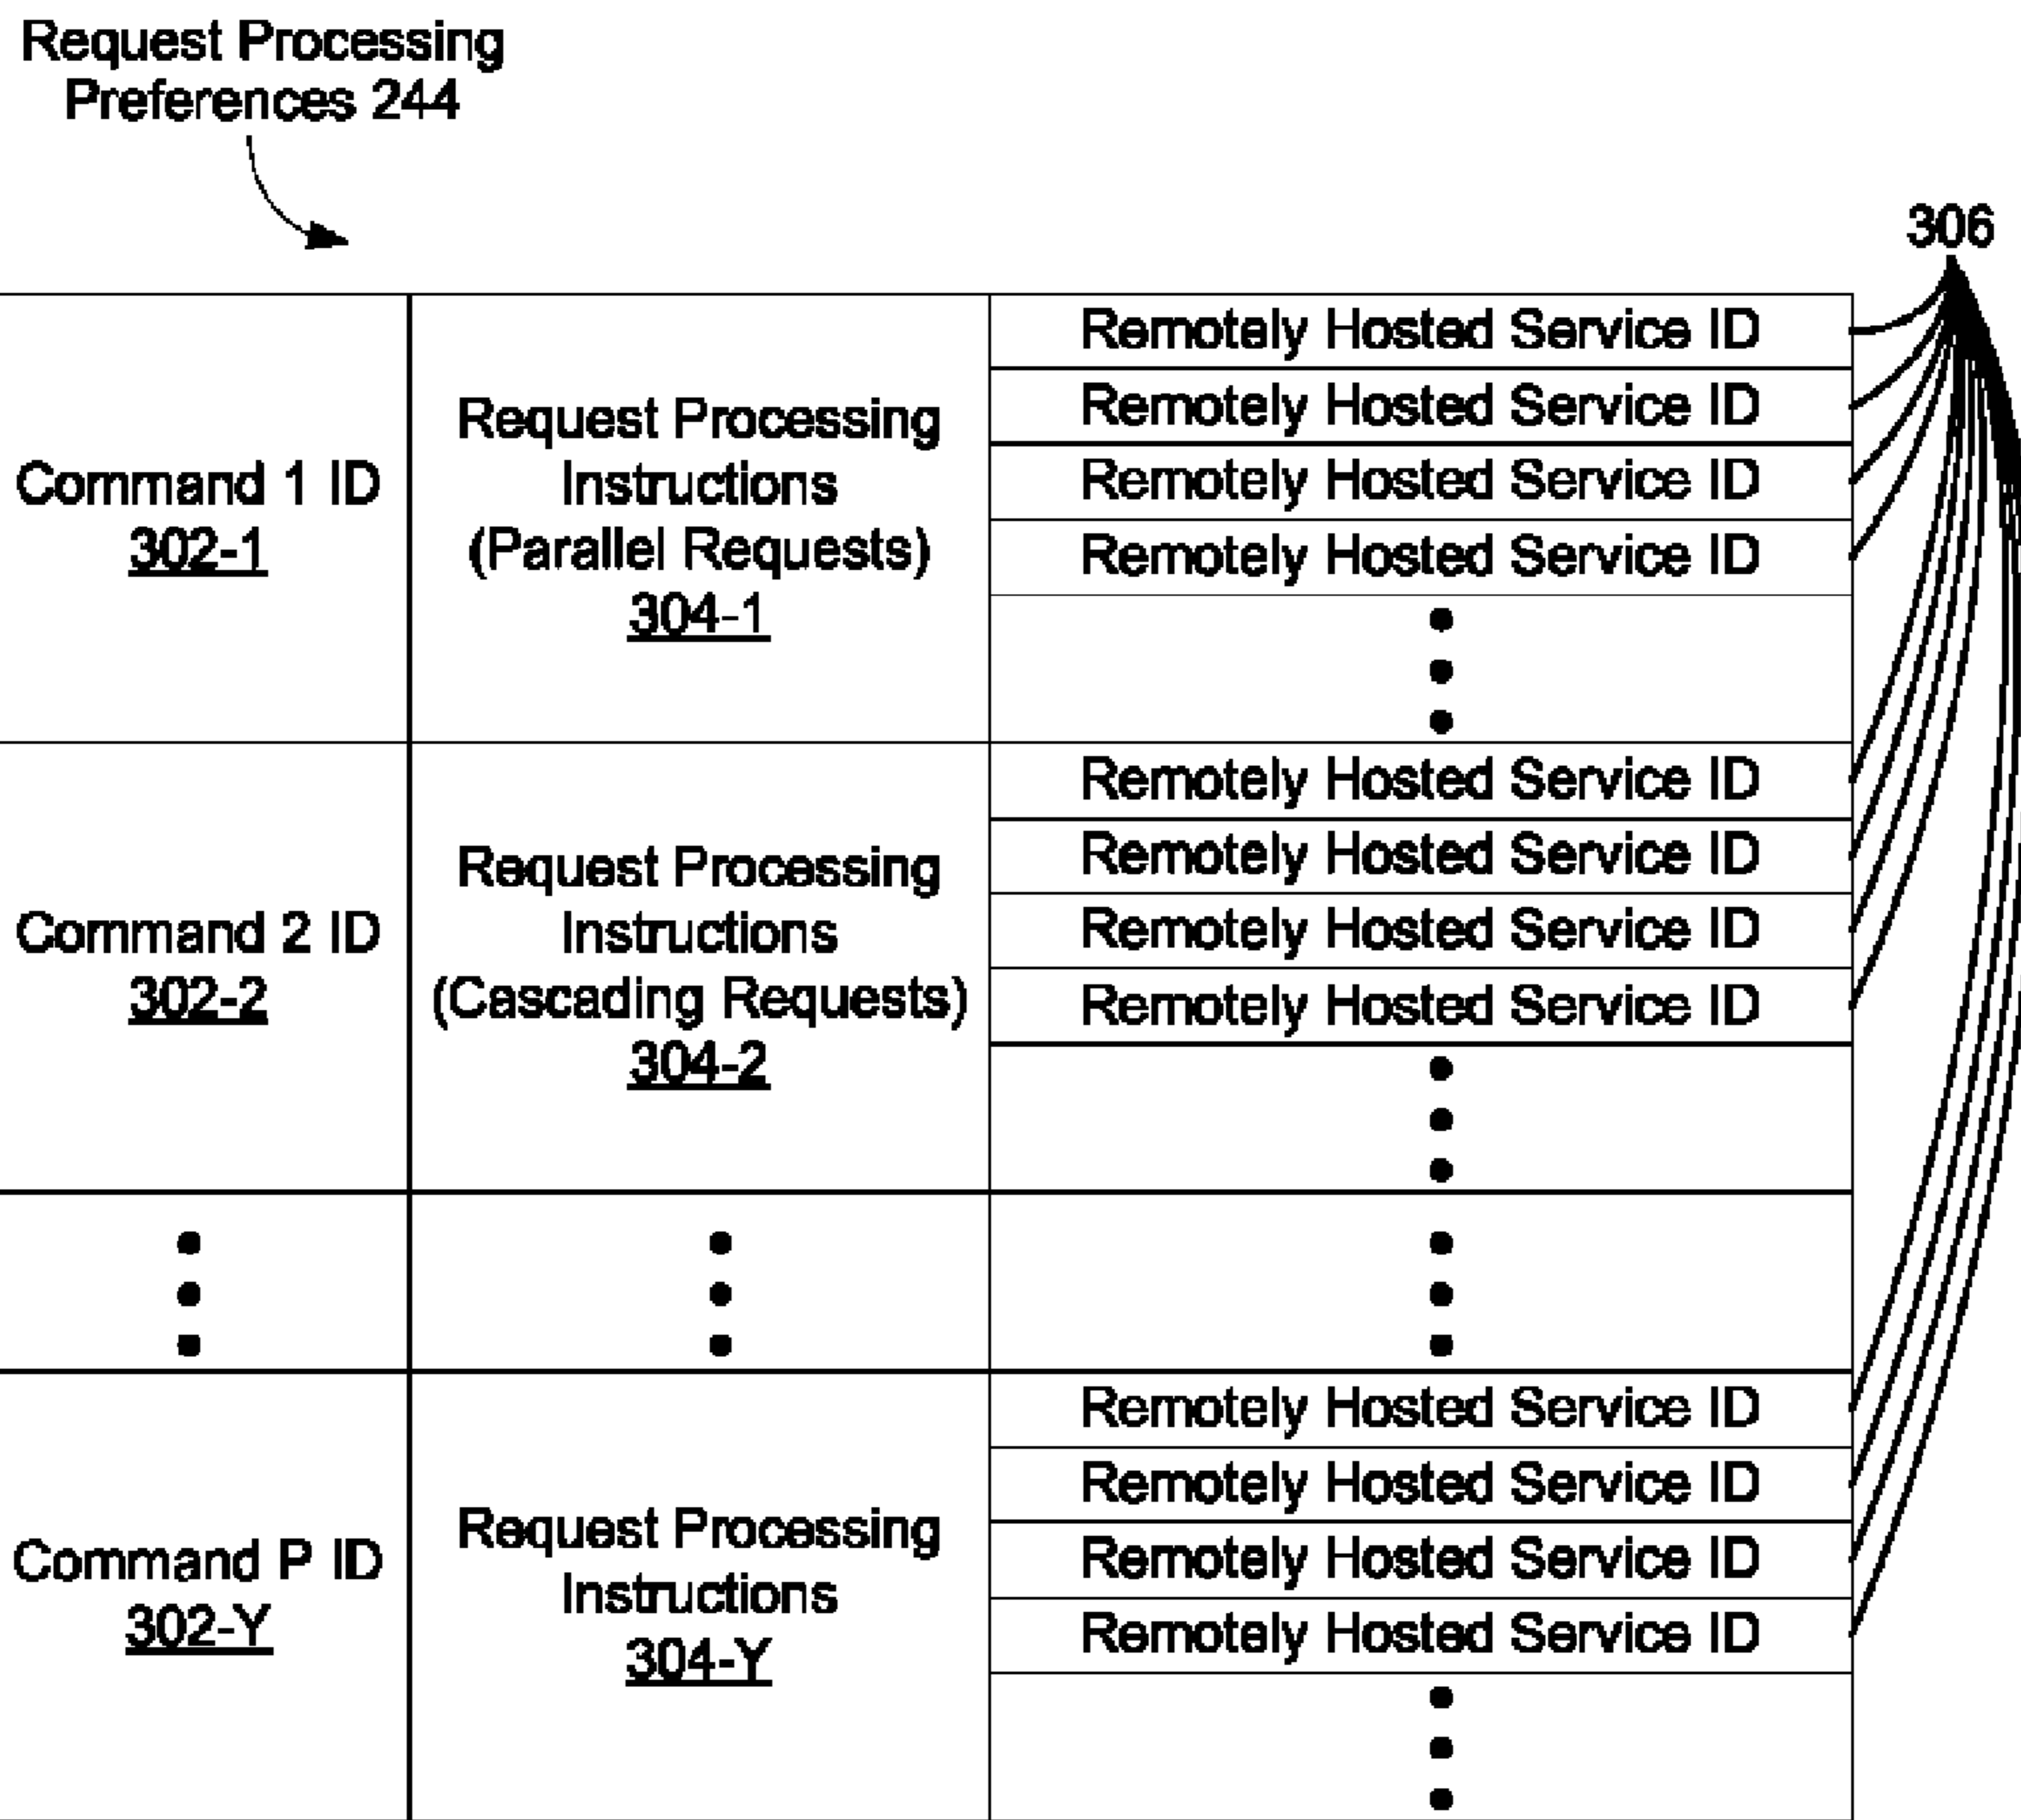 Request Processing
Preferences 244
306
Command 1 ID
302-1
Request Processing
Instructions
(Parallel Requests)
304-1
Remotely Hosted Service ID
Remotely Hosted Service ID
Remotely Hosted Service ID
Remotely Hosted Service ID
Command 2 ID
302-2
Request Processing
Instructions
(Cascading Requests)
304-2
Remotely Hosted Service ID
Remotely Hosted Service ID
Remotely Hosted Service ID
Remotely Hosted Service ID
Command P ID
302-Y
Request Processing
Instructions
304-Y
Remotely Hosted Service ID
Remotely Hosted Service ID
Remotely Hosted Service ID
Remotely Hosted Service ID